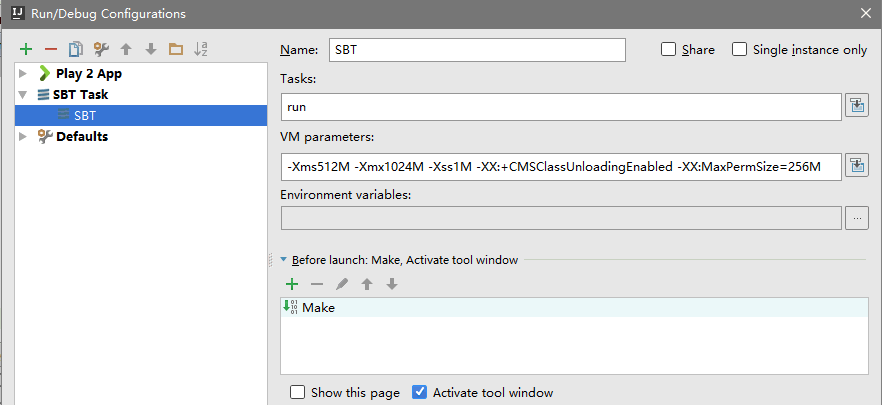 Run/Debug Configurations
Play 2 App
SBT Task
SBT
Defaults
Name: SBT
Share
Single instance only
Tasks:
run
VM parameters:
-Xms512M -Xmx1024M -Xss1M -XX:+CMSClassUnloadingEnabled -XX:MaxPermSize=256M
Environment variables:
...
Before launch: Make, Activate tool window
Make
Show this page
Activate tool window